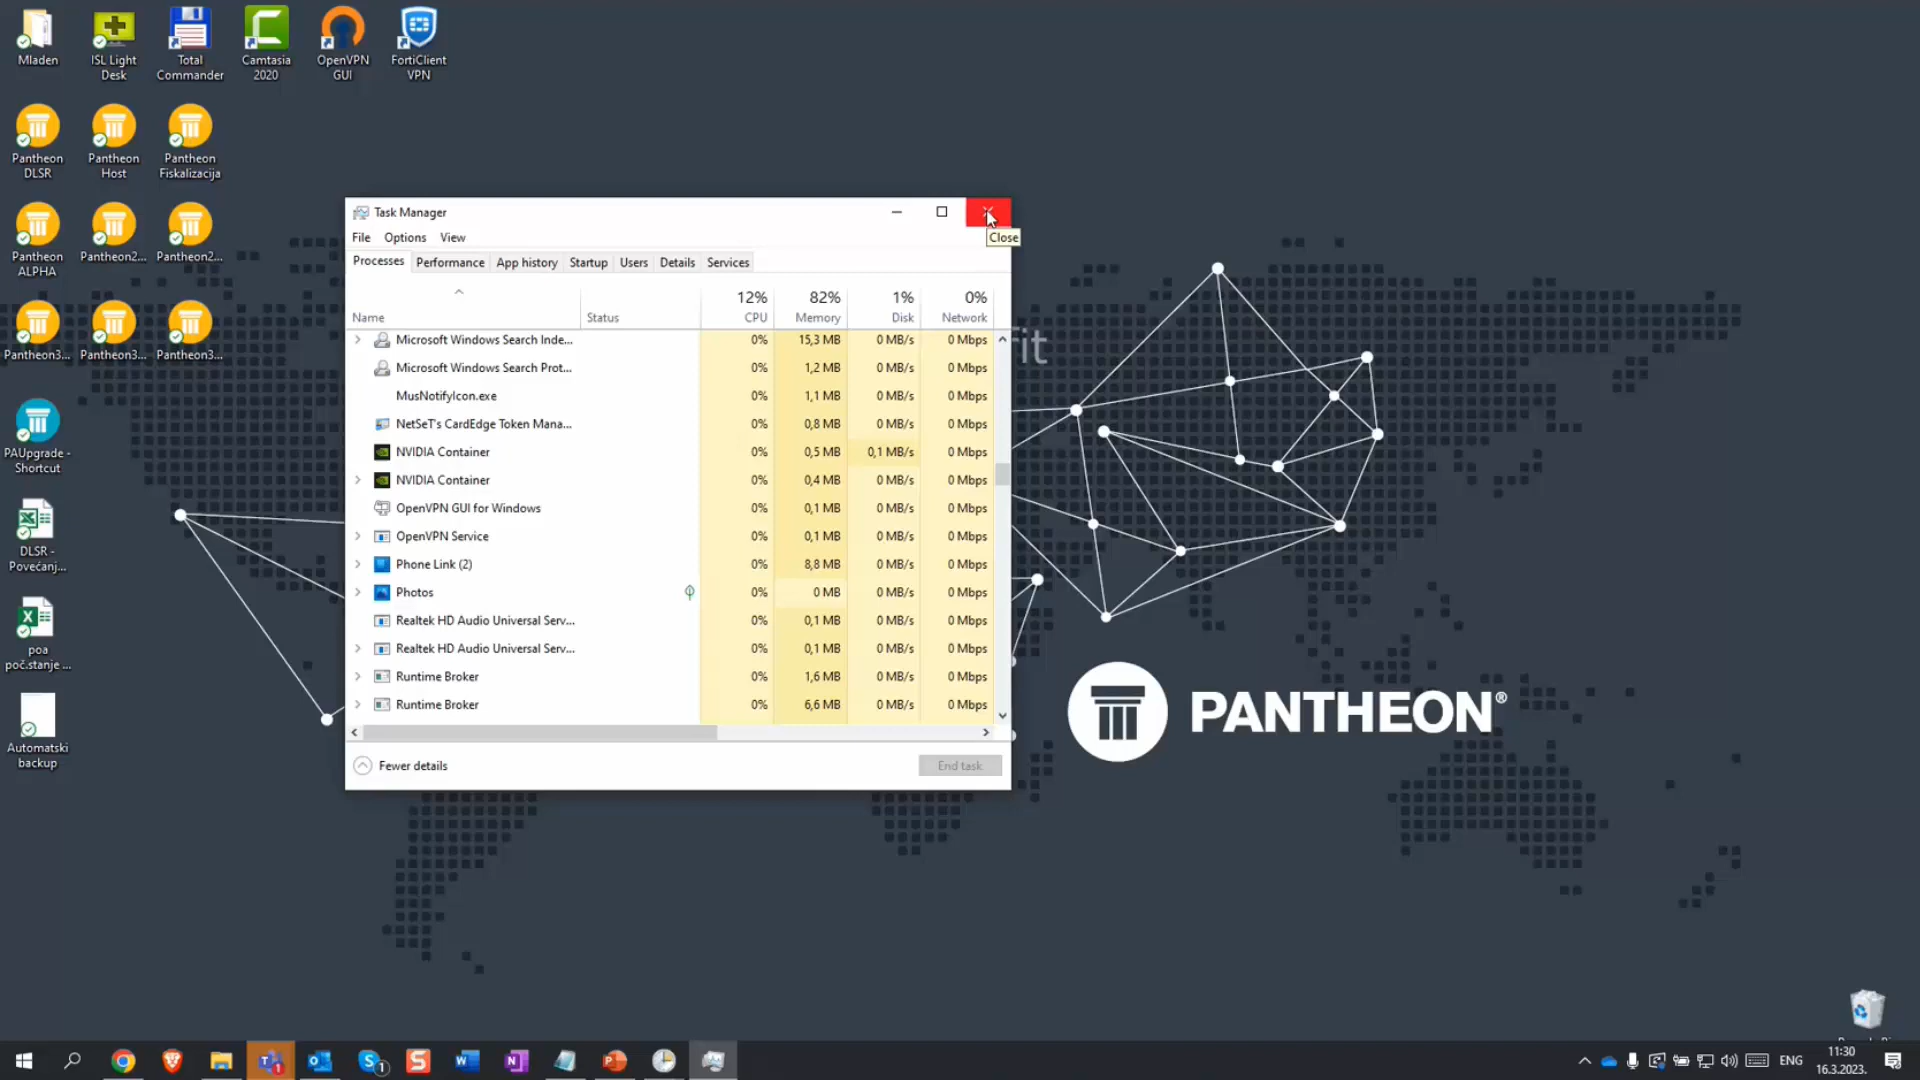 Mladen
ISL Light
Desk
Total
Commander
Camtasia
2020
OpenVPN
GUI
FortiClient
VPN
Pantheon
DLSR
Pantheon
Host
Pantheon
Fiskalizacija
Pantheon
ALPHA
Pantheon2...
Pantheon2...
Pantheon3...
Pantheon3...
Pantheon3...
PAUpgrade -
Shortcut
DLSR -
Povećanj...
poa
poč.stanje ...
Automatski
backup
Task Manager
Close
File Options View
Processes Performance App history Startup Users Details Services
12% 82% 1% 0%
Name Status CPU Memory Disk Network
Microsoft Windows Search Inde... 0% 15,3 MB 0 MB/s 0 Mbps
Microsoft Windows Search Prot... 0% 1,2 MB 0 MB/s 0 Mbps
MusNotifyIcon.exe 0% 1,1 MB 0 MB/s 0 Mbps
NetSeT's CardEdge Token Mana... 0% 0,8 MB 0 MB/s 0 Mbps
NVIDIA Container 0% 0,5 MB 0,1 MB/s 0 Mbps
NVIDIA Container 0% 0,4 MB 0 MB/s 0 Mbps
OpenVPN GUI for Windows 0% 0,1 MB 0 MB/s 0 Mbps
OpenVPN Service 0% 0,1 MB 0 MB/s 0 Mbps
Phone Link (2) 0% 8,8 MB 0 MB/s 0 Mbps
Photos 0% 0 MB 0 MB/s 0 Mbps
Realtek HD Audio Universal Serv... 0% 0,1 MB 0 MB/s 0 Mbps
Realtek HD Audio Universal Serv... 0% 0,1 MB 0 MB/s 0 Mbps
Runtime Broker 0% 1,6 MB 0 MB/s 0 Mbps
Runtime Broker 0% 6,6 MB 0 MB/s 0 Mbps
Fewer details
End task
PANTHEON®
ENG
11:30
16.3.2023.